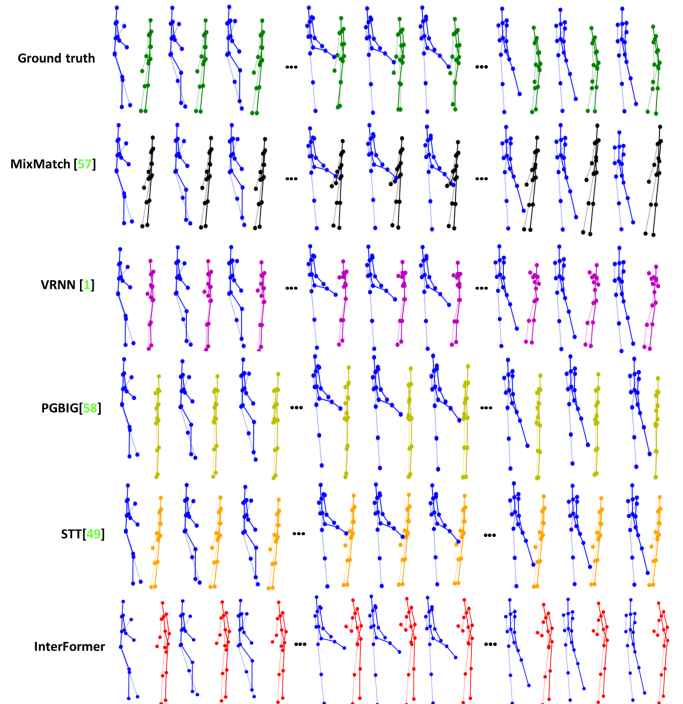 Ground truth
... ...
MixMatch [57]
... ...
VRNN [1]
... ...
PGBIG[58]
... ...
STT[49]
... ...
InterFormer
... ...